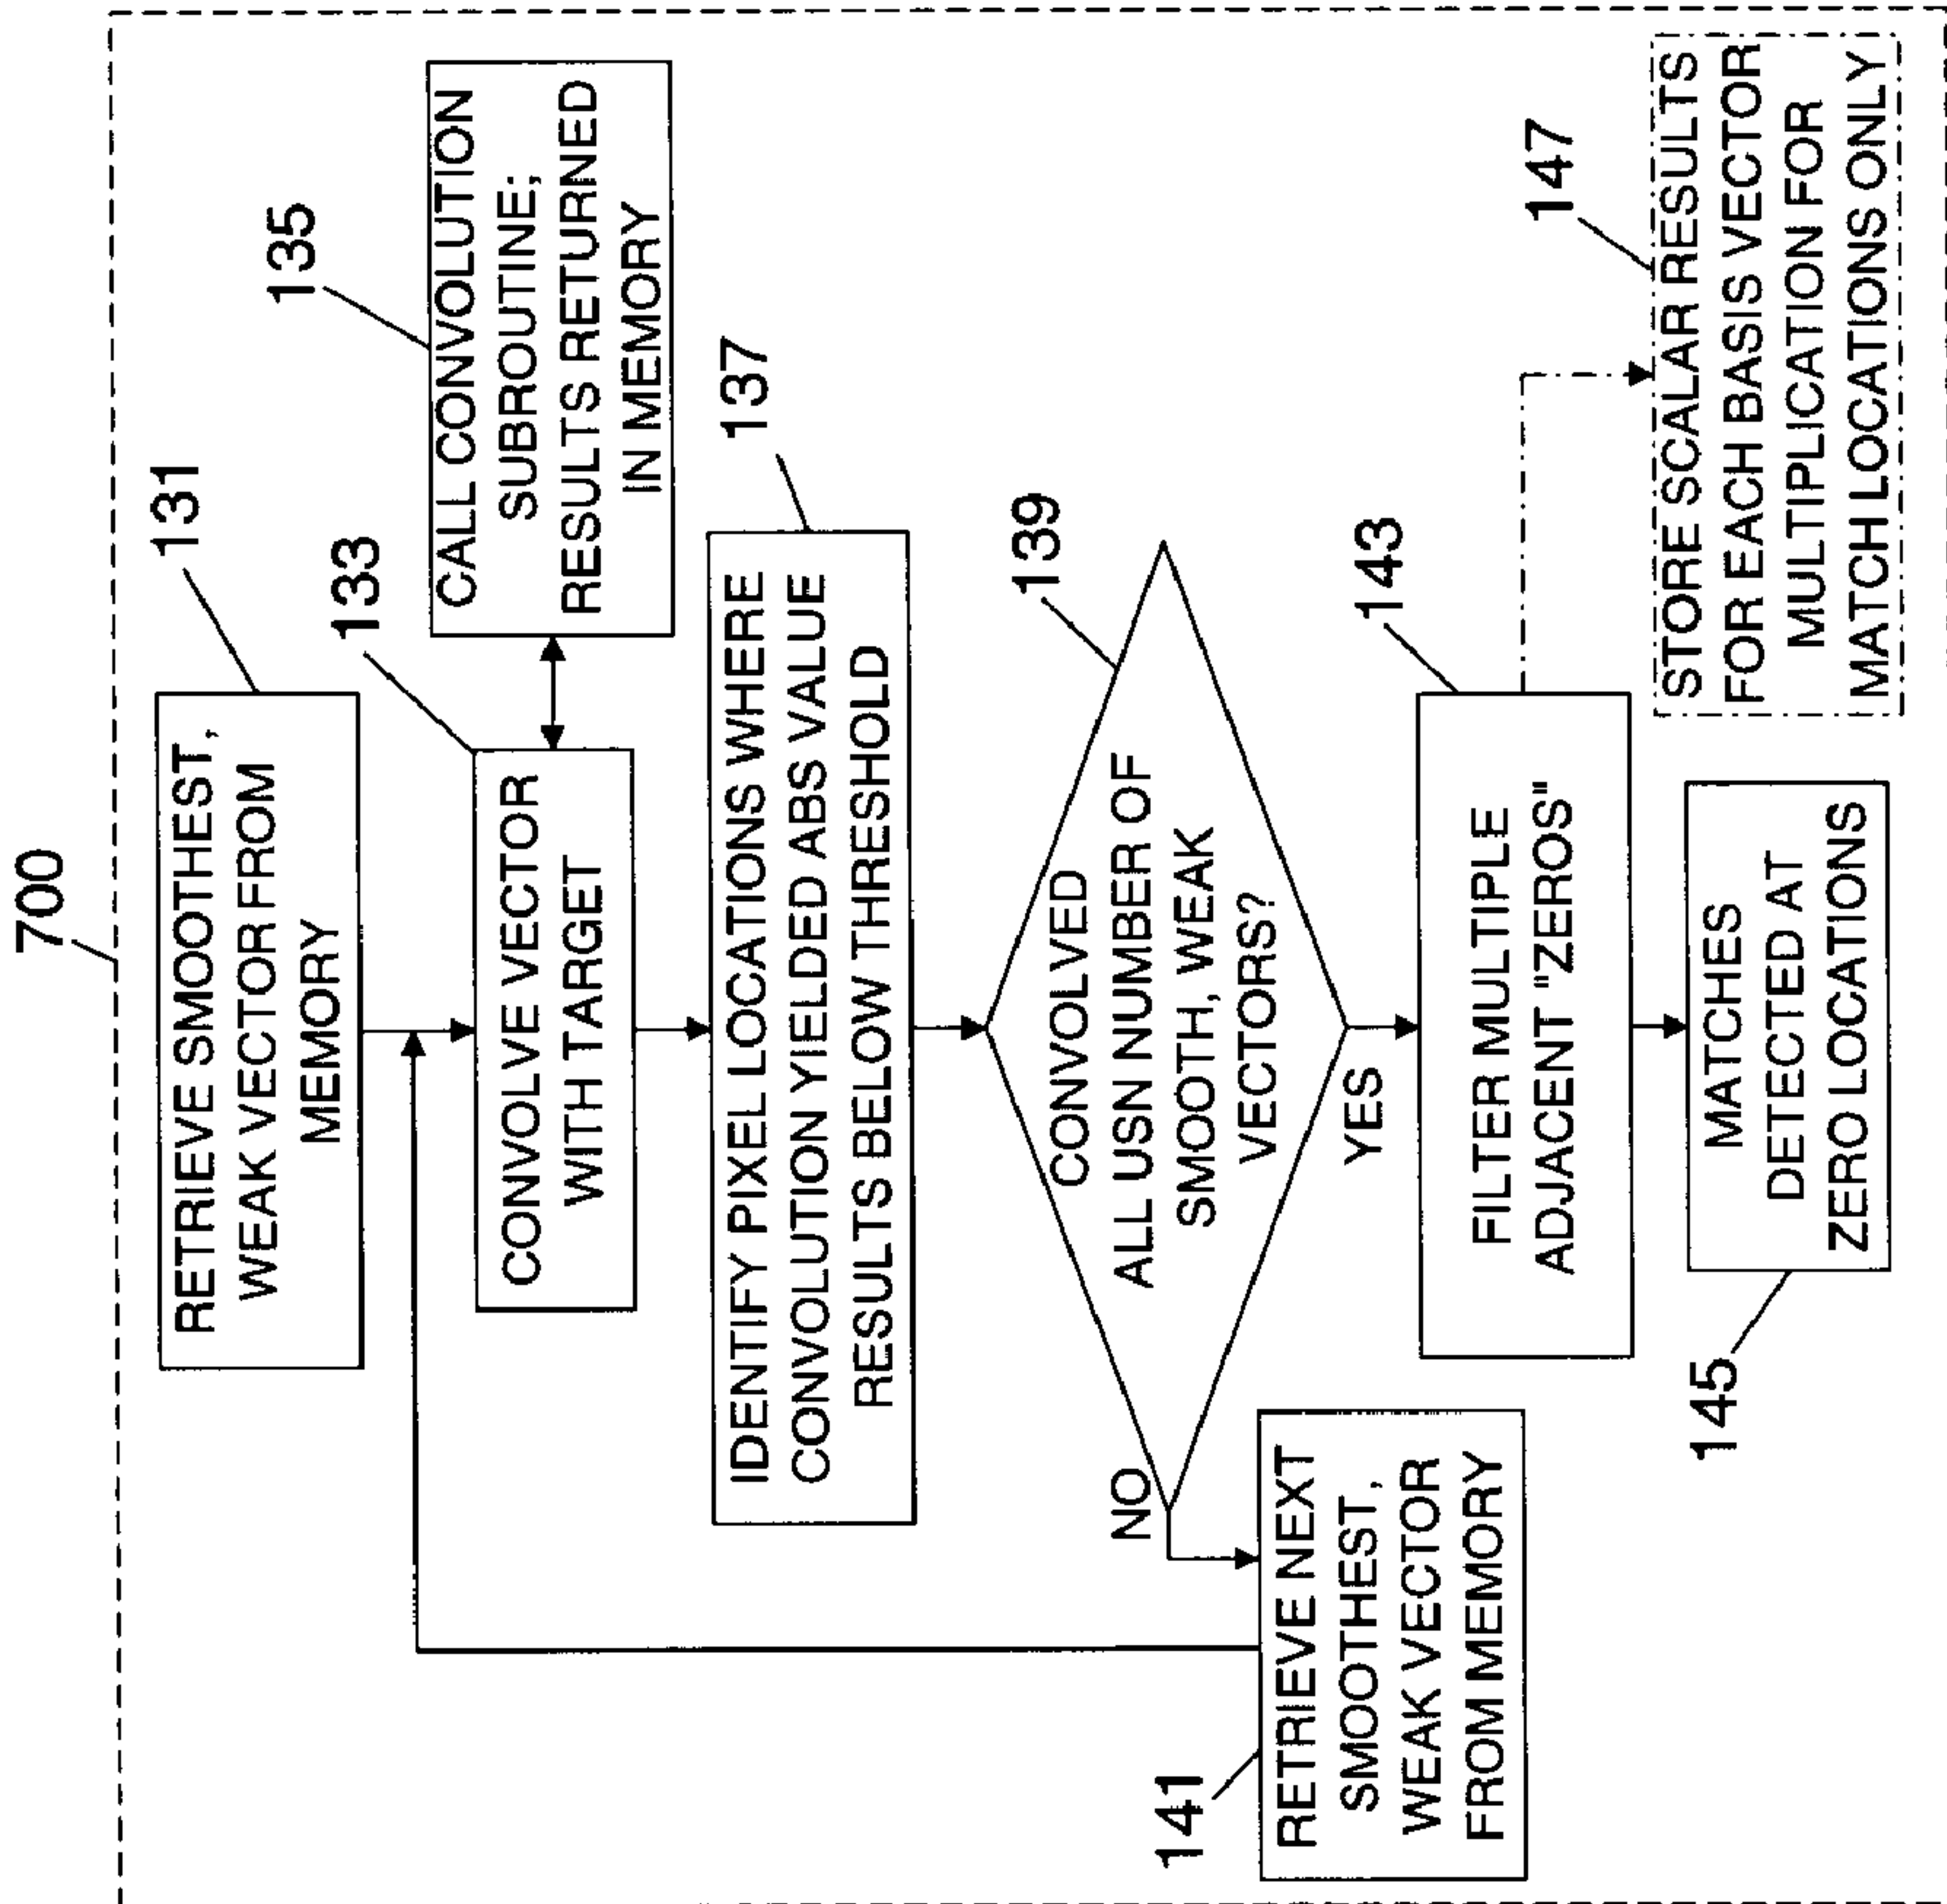 700
131
RETRIEVE SMOOTHEST,
WEAK VECTOR FROM
MEMORY
133
CONVOLVE VECTOR
WITH TARGET
135
CALL CONVOLUTION
SUBROUTINE;
RESULTS RETURNED
IN MEMORY
137
IDENTIFY PIXEL LOCATIONS WHERE
CONVOLUTION YIELDED ABS VALUE
RESULTS BELOW THRESHOLD
139
CONVOLVED
ALL USN NUMBER OF
SMOOTH, WEAK
VECTORS?
NO
YES
141
RETRIEVE NEXT
SMOOTHEST,
WEAK VECTOR
FROM MEMORY
143
FILTER MULTIPLE
ADJACENT "ZEROS"
145
MATCHES
DETECTED AT
ZERO LOCATIONS
147
STORE SCALAR RESULTS
FOR EACH BASIS VECTOR
MULTIPLICATION FOR
MATCH LOCATIONS ONLY